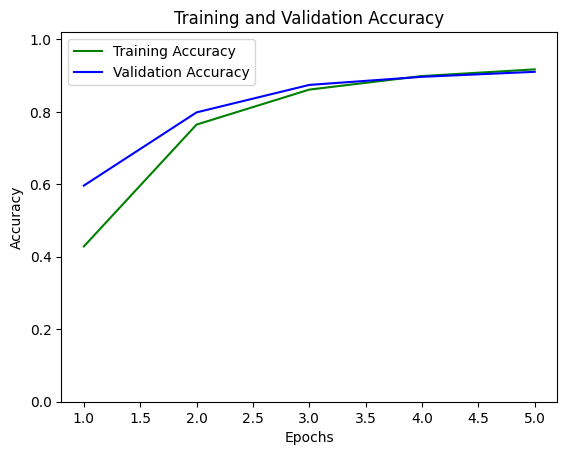 Training and Validation Accuracy
Training Accuracy
Validation Accuracy
1.0
0.8
0.6
0.4
0.2
0.0
Accuracy
1.0 1.5 2.0 2.5 3.0 3.5 4.0 4.5 5.0
Epochs